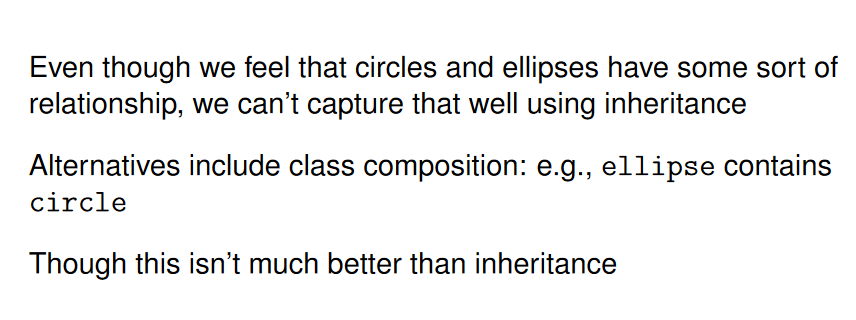 Even though we feel that circles and ellipses have some sort of
relationship, we can’t capture that well using inheritance
Alternatives include class composition: e.g., ellipse contains
circle
Though this isn’t much better than inheritance